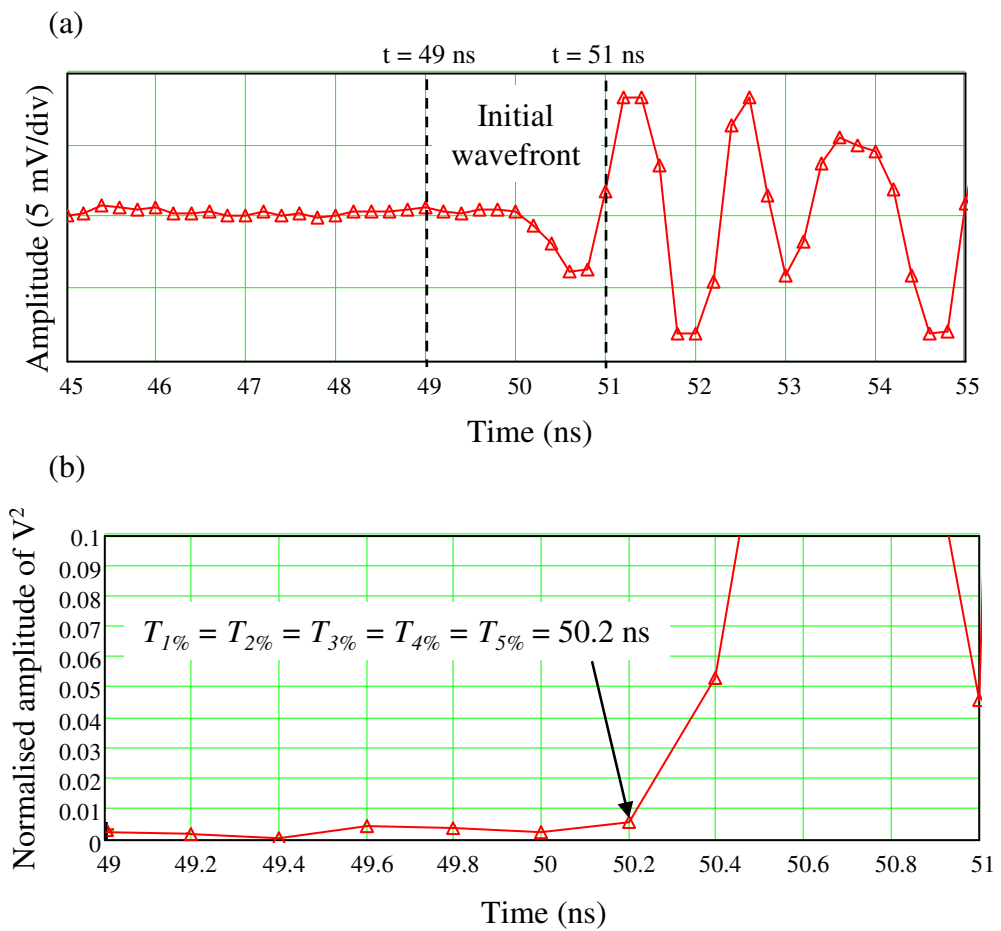 (a)
t = 49 ns
t = 51 ns
Initial
wavefront
Amplitude (5 mV/div)
45 46 47 48 49 50 51 52 53 54 55
Time (ns)
(b)
Normalised amplitude of V²
0.1
0.09
0.08
0.07
0.06
0.05
0.04
0.03
0.02
0.01
0
T1% = T2% = T3% = T4% = T5% = 50.2 ns
49 49.2 49.4 49.6 49.8 50 50.2 50.4 50.6 50.8 51
Time (ns)